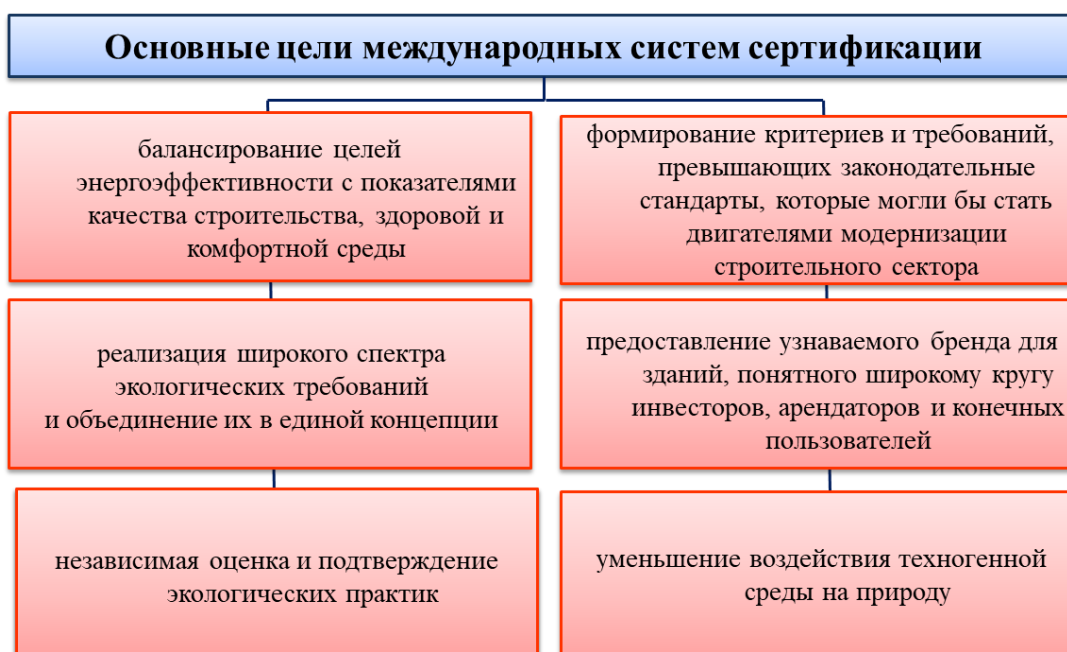 Основные цели международных систем сертификации
балансирование целей
энергоэффективности с показателями
качества строительства, здоровой и
комфортной среды
формирование критериев и требований,
превышающих законодательные
стандарты, которые могли бы стать
двигателями модернизации
строительного сектора
реализация широкого спектра
экологических требований
и объединение их в единой концепции
предоставление узнаваемого бренда для
зданий, понятного широкому кругу
инвесторов, арендаторов и конечных
пользователей
независимая оценка и подтверждение
экологических практик
уменьшение воздействия техногенной
среды на природу